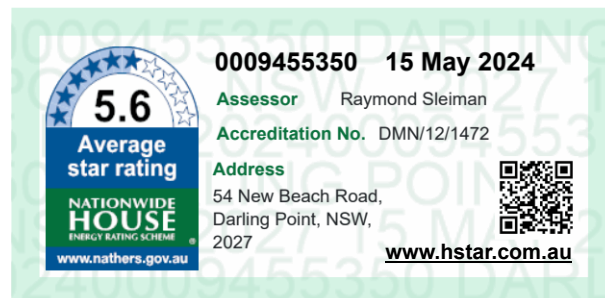 0009455350 15 May 2024
Assessor Raymond Sleiman
Accreditation No. DMN/12/1472
Address
54 New Beach Road,
Darling Point, NSW,
2027
www.hstar.com.au
5.6
Average
star rating
NATIONWIDE
HOUSE
ENERGY RATING SCHEME
®
www.nathers.gov.au